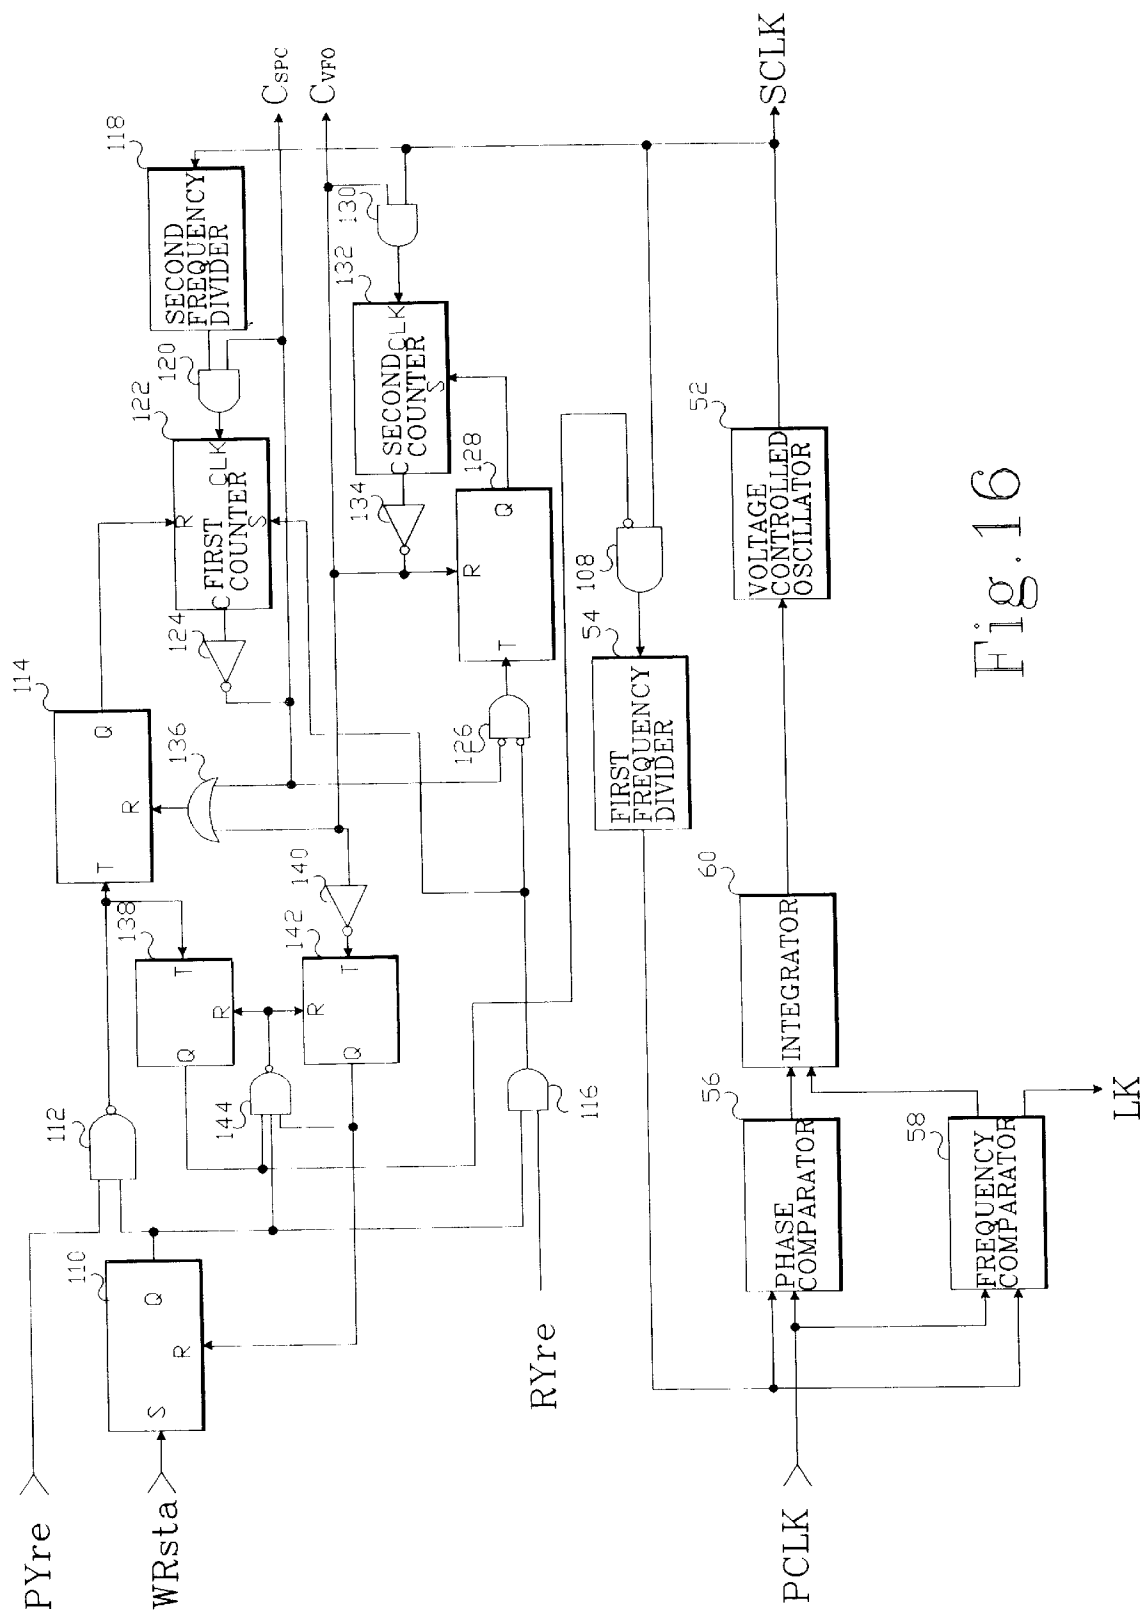 PYre
WRsta
110
S
R
Q
112
138
T
Q
R
114
T
R
Q
136
124
C
FIRST
COUNTER
R
CLK
S
122
120
SECOND
FREQUENCY
DIVIDER
118
CSPC
CVFO
144
142
R
T
Q
140
134
C
SECOND
COUNTER
CLK
S
132
130
126
T
R
Q
128
116
RYre
108
54
FIRST
FREQUENCY
DIVIDER
PCLK
56
PHASE
COMPARATOR
58
FREQUENCY
COMPARATOR
LK
60
INTEGRATOR
52
VOLTAGE
CONTROLLED
OSCILLATOR
SCLK
Fig.16